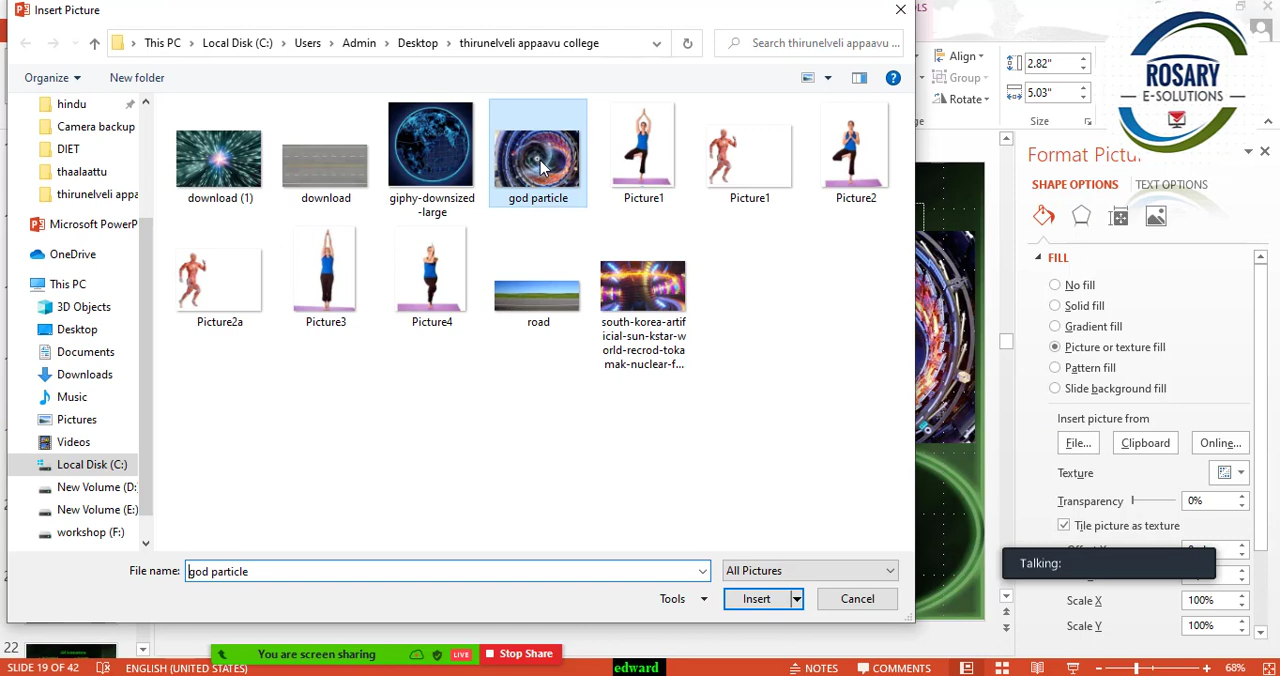 Insert Picture
OLS
This PC
Local Disk (C:)
Users
Admin
Desktop
thirunelveli appaavu college
Search thirunelveli appaavu ...
Organize
New folder
hindu
Camera backup
DIET
thaalaattu
thirunelveli appa
Microsoft PowerP
OneDrive
This PC
3D Objects
Desktop
Documents
Downloads
Music
Pictures
Videos
Local Disk (C:)
New Volume (D:
New Volume (E:)
workshop (F:)
download (1)
download
giphy-downsized
-large
god particle
Picture1
Picture1
Picture2
Picture2a
Picture3
Picture4
road
south-korea-artif
icial-sun-kstar-w
orld-recrod-toka
mak-nuclear-f...
File name:
god particle
All Pictures
Tools
Insert
Cancel
Align
Group
Rotate
2.82"
5.03"
Size
ROSARY
E-SOLUTIONS
Format Pictu
SHAPE OPTIONS
TEXT OPTIONS
FILL
No fill
Solid fill
Gradient fill
Picture or texture fill
Pattern fill
Slide background fill
Insert picture from
File...
Clipboard
Online...
Texture
Transparency
0%
Tile picture as texture
Talking:
Scale X
100%
Scale Y
100%
22
You are screen sharing
LIVE
Stop Share
SLIDE 19 OF 42
ENGLISH (UNITED STATES)
edward
NOTES
COMMENTS
68%